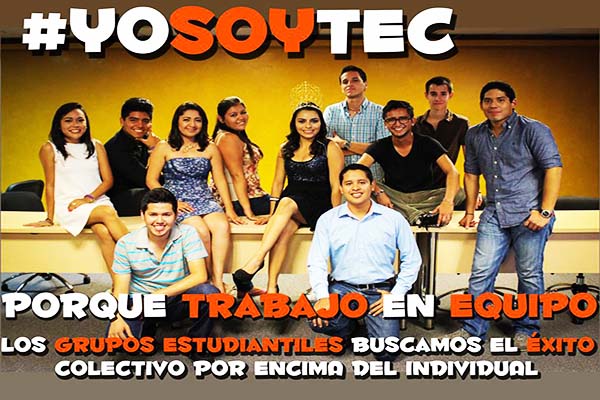 #YOSOYTEC
PORQUE TRABAJO EN EQUIPO
LOS GRUPOS ESTUDIANTILES BUSCAMOS EL ÉXITO
COLECTIVO POR ENCIMA DEL INDIVIDUAL